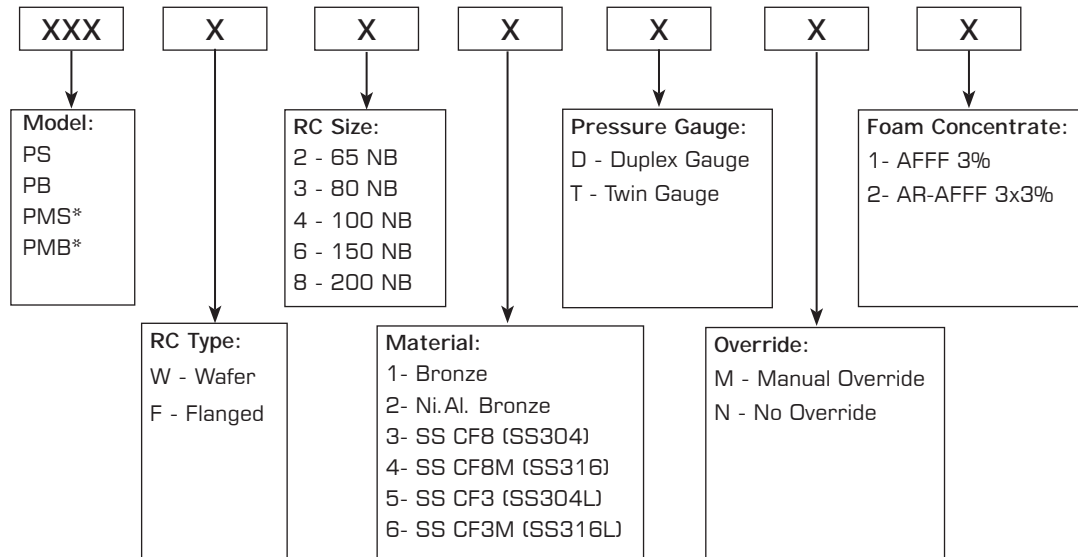 XXX X X X X X X
Model:
PS
PB
PMS*
PMB*
RC Size:
2 - 65 NB
3 - 80 NB
4 - 100 NB
6 - 150 NB
8 - 200 NB
Pressure Gauge:
D - Duplex Gauge
T - Twin Gauge
Foam Concentrate:
1- AFFF 3%
2- AR-AFFF 3x3%
RC Type:
W - Wafer
F - Flanged
Material:
1- Bronze
2- Ni.Al. Bronze
3- SS CF8 (SS304)
4- SS CF8M (SS316)
5- SS CF3 (SS304L)
6- SS CF3M (SS316L)
Override:
M - Manual Override
N - No Override